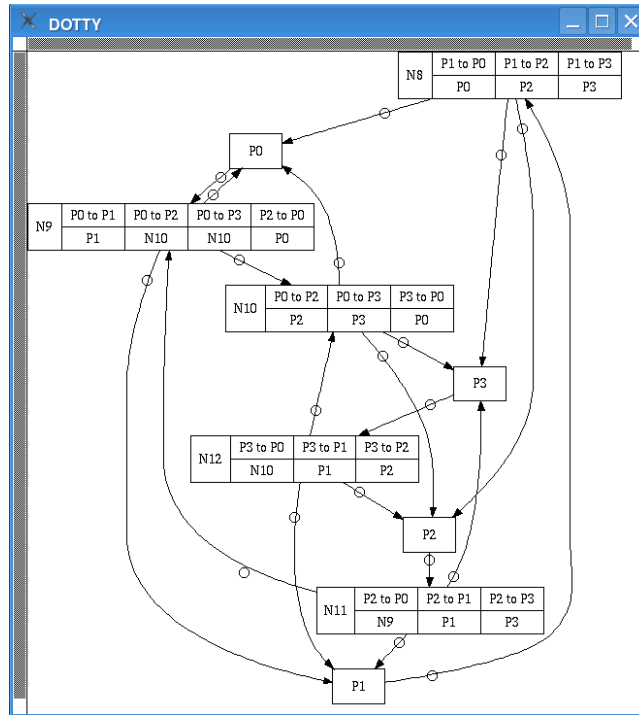 DOTTY
N8 P1 to P0 P1 to P2 P1 to P3
P0 P2 P3
P0
N9 P0 to P1 P0 to P2 P0 to P3 P2 to P0
P1 N10 N10 P0
N10 P0 to P2 P0 to P3 P3 to P0
P2 P3 P0
P3
N12 P3 to P0 P3 to P1 P3 to P2
N10 P1 P2
P2
N11 P2 to P0 P2 to P1 P2 to P3
N9 P1 P3
P1